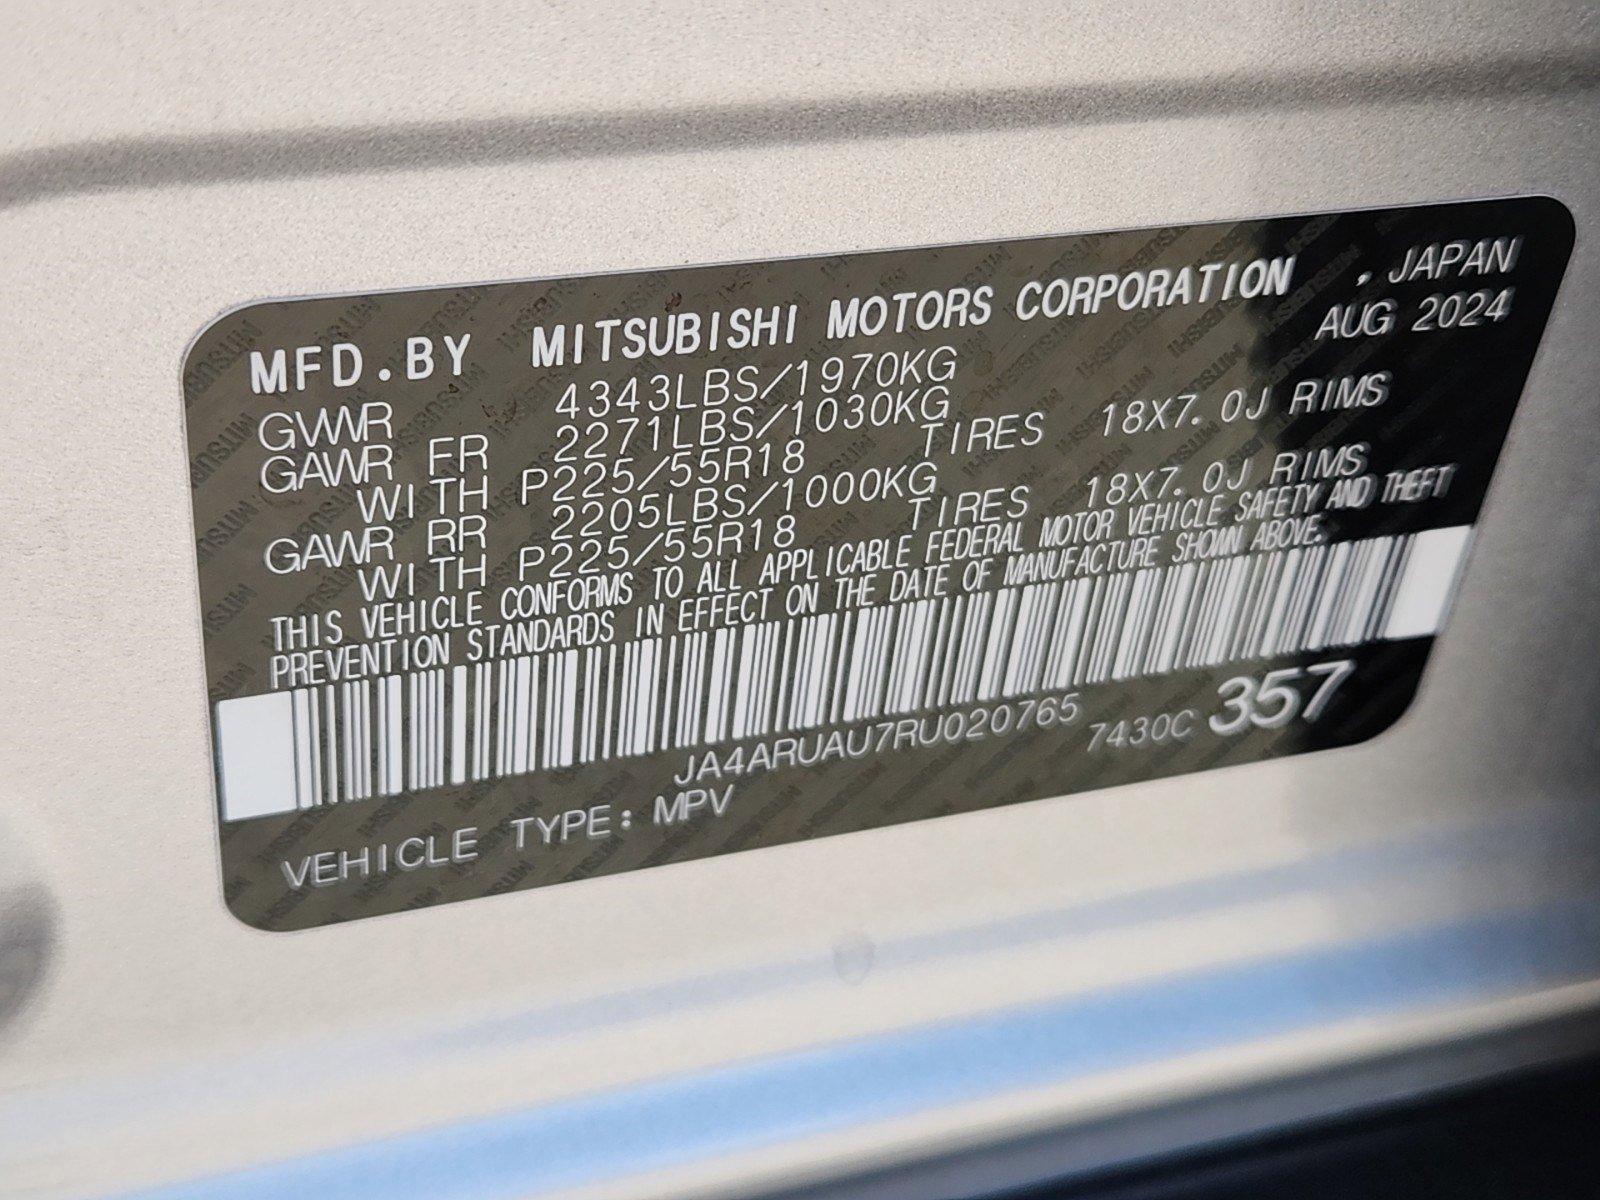 MFD.BY MITSUBISHI MOTORS CORPORATION , JAPAN
AUG 2024
GVWR 4343LBS/1970KG
GAWR FR 2271LBS/1030KG
WITH P225/55R18 TIRES 18X7.0J RIMS
GAWR RR 2205LBS/1000KG
WITH P225/55R18 TIRES 18X7.0J RIMS
THIS VEHICLE CONFORMS TO ALL APPLICABLE FEDERAL MOTOR VEHICLE SAFETY AND THEFT
PREVENTION STANDARDS IN EFFECT ON THE DATE OF MANUFACTURE SHOWN ABOVE.
JA4ARUAU7RU020765 7430C 357
VEHICLE TYPE: MPV